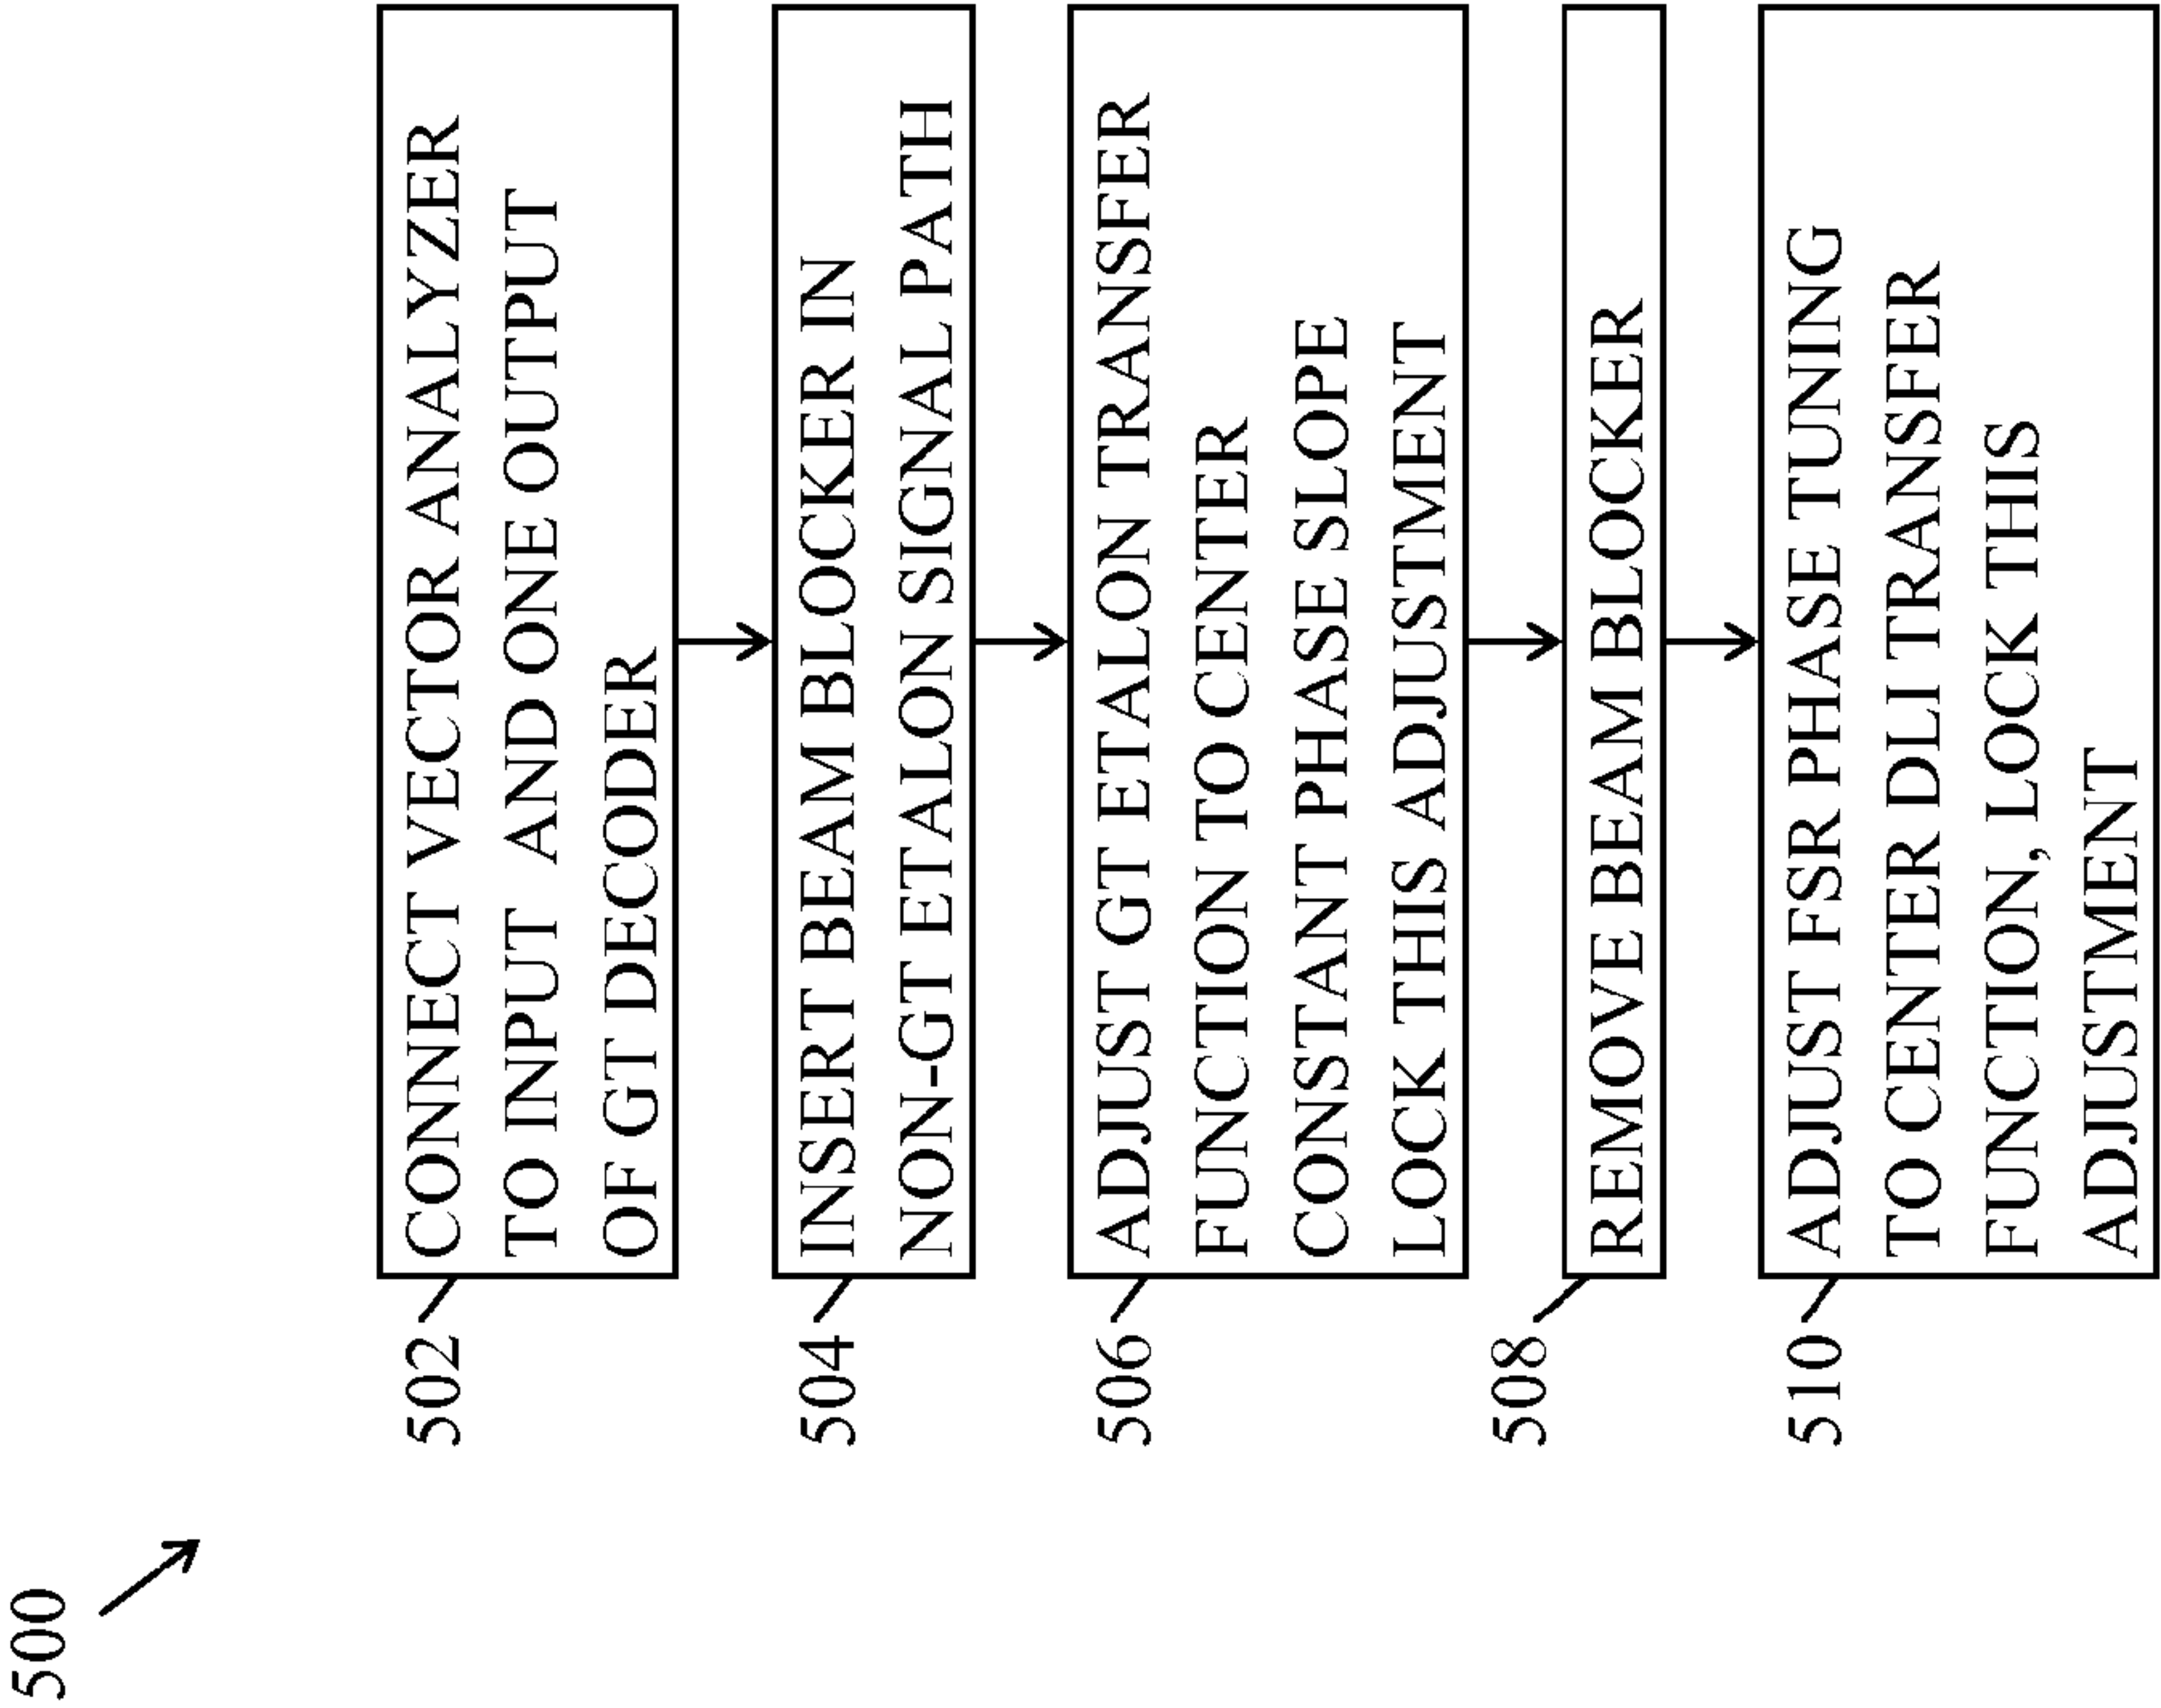 500
502
CONNECT VECTOR ANALYZER
TO INPUT AND ONE OUTPUT
OF GT DECODER
504
INSERT BEAM BLOCKER IN
NON-GT ETALON SIGNAL PATH
506
ADJUST GT ETALON TRANSFER
FUNCTION TO CENTER
CONSTANT PHASE SLOPE
LOCK THIS ADJUSTMENT
508
REMOVE BEAM BLOCKER
510
ADJUST FSR PHASE TUNING
TO CENTER DLI TRANSFER
FUNCTION, LOCK THIS
ADJUSTMENT